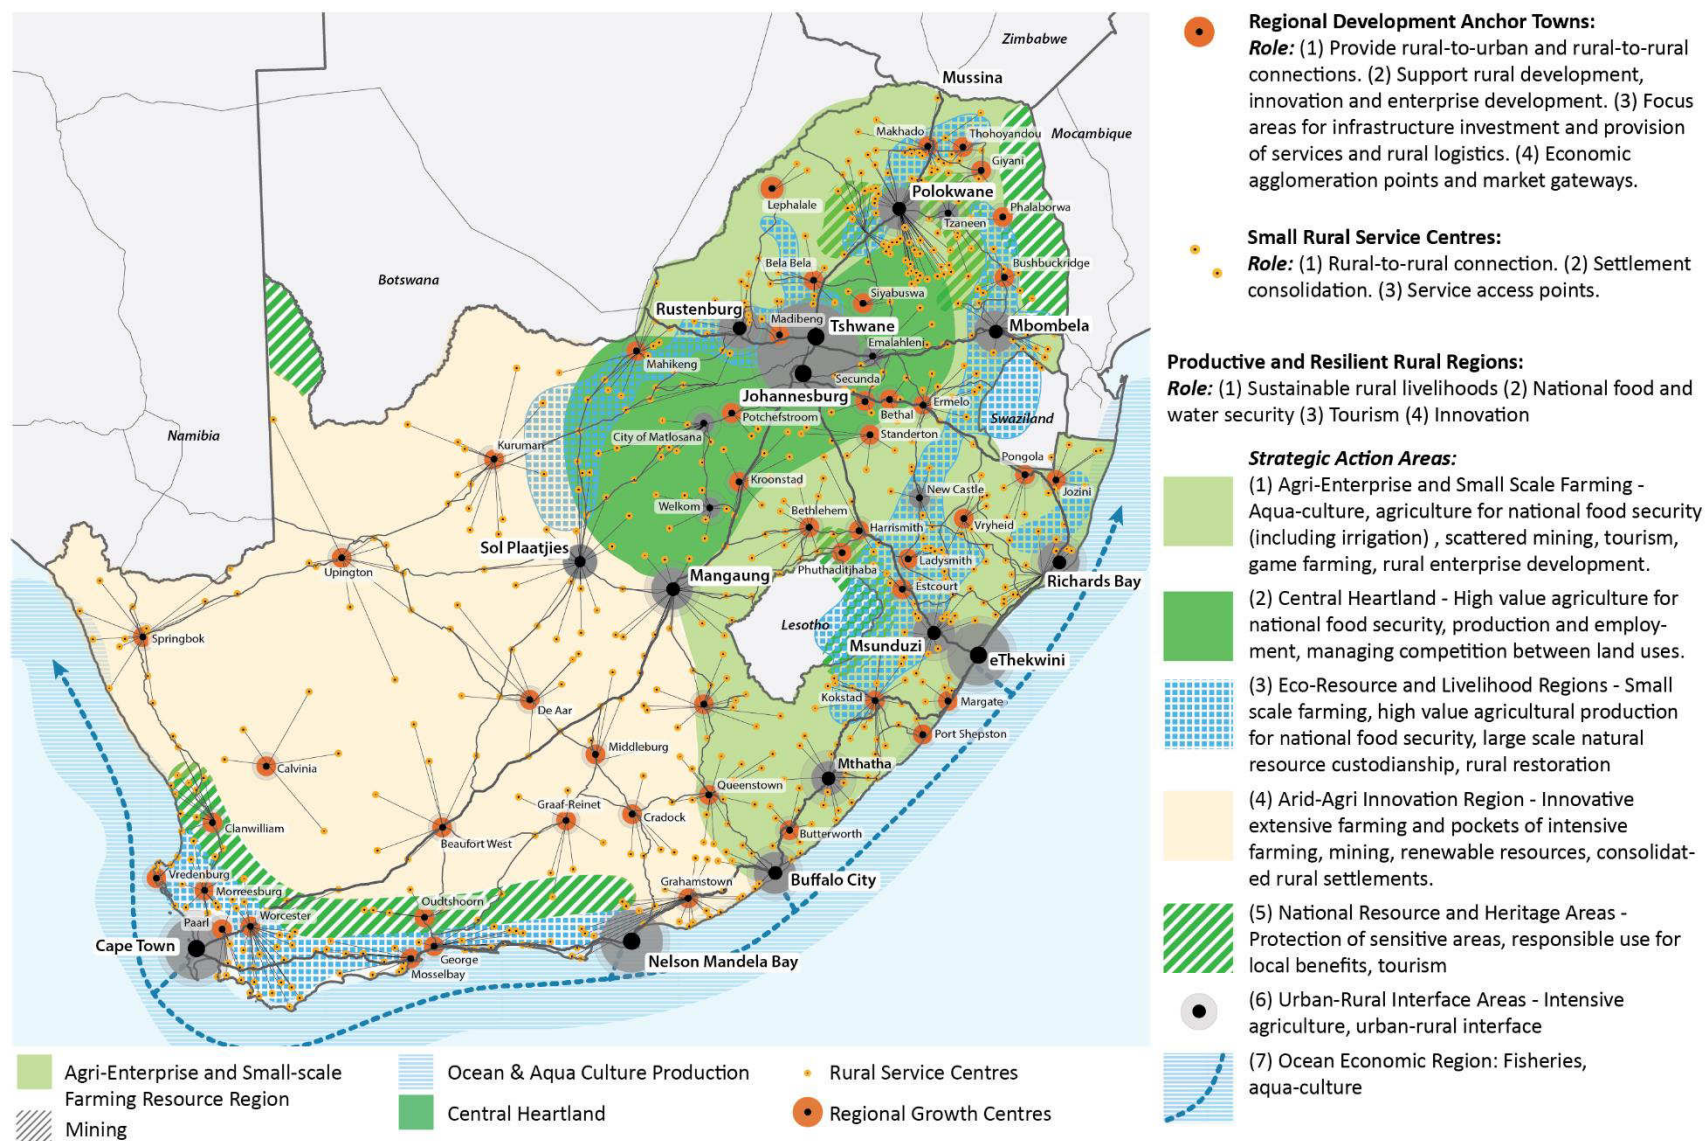 Zimbabwe
Mussina
Mocambique
Makhado
Thohoyandou
Giyani
Polokwane
Lephalale
Tzaneen
Phalaborwa
Botswana
Bela Bela
Bushbuckridge
Siyabuswa
Rustenburg
Madibeng
Tshwane
Mbombela
Emalahleni
Mahikeng
Secunda
Johannesburg
Ermelo
Bethal
Potchefstroom
Swaziland
Namibia
City of Matlosana
Standerton
Kuruman
Pongola
Kroonstad
Jozini
New Castle
Welkom
Bethlehem
Harrismith
Vryheid
Sol Plaatjies
Upington
Phuthaditjhaba
Ladysmith
Mangaung
Richards Bay
Estcourt
Springbok
Lesotho
Msunduzi
eThekwini
Kokstad
Margate
De Aar
Port Shepston
Middleburg
Mthatha
Calvinia
Queenstown
Graaf-Reinet
Cradock
Clanwilliam
Butterworth
Beaufort West
Vredenburg
Buffalo City
Grahamstown
Morreesburg
Oudtshoorn
Worcester
Paarl
Cape Town
George
Nelson Mandela Bay
Mosselbay
Agri-Enterprise and Small-scale
Farming Resource Region
Mining
Ocean & Aqua Culture Production
Central Heartland
Rural Service Centres
Regional Growth Centres
Regional Development Anchor Towns:
Role: (1) Provide rural-to-urban and rural-to-rural
connections. (2) Support rural development,
innovation and enterprise development. (3) Focus
areas for infrastructure investment and provision
of services and rural logistics. (4) Economic
agglomeration points and market gateways.
Small Rural Service Centres:
Role: (1) Rural-to-rural connection. (2) Settlement
consolidation. (3) Service access points.
Productive and Resilient Rural Regions:
Role: (1) Sustainable rural livelihoods (2) National food and
water security (3) Tourism (4) Innovation
Strategic Action Areas:
(1) Agri-Enterprise and Small Scale Farming -
Aqua-culture, agriculture for national food security
(including irrigation) , scattered mining, tourism,
game farming, rural enterprise development.
(2) Central Heartland - High value agriculture for
national food security, production and employ-
ment, managing competition between land uses.
(3) Eco-Resource and Livelihood Regions - Small
scale farming, high value agricultural production
for national food security, large scale natural
resource custodianship, rural restoration
(4) Arid-Agri Innovation Region - Innovative
extensive farming and pockets of intensive
farming, mining, renewable resources, consolidat-
ed rural settlements.
(5) National Resource and Heritage Areas -
Protection of sensitive areas, responsible use for
local benefits, tourism
(6) Urban-Rural Interface Areas - Intensive
agriculture, urban-rural interface
(7) Ocean Economic Region: Fisheries,
aqua-culture